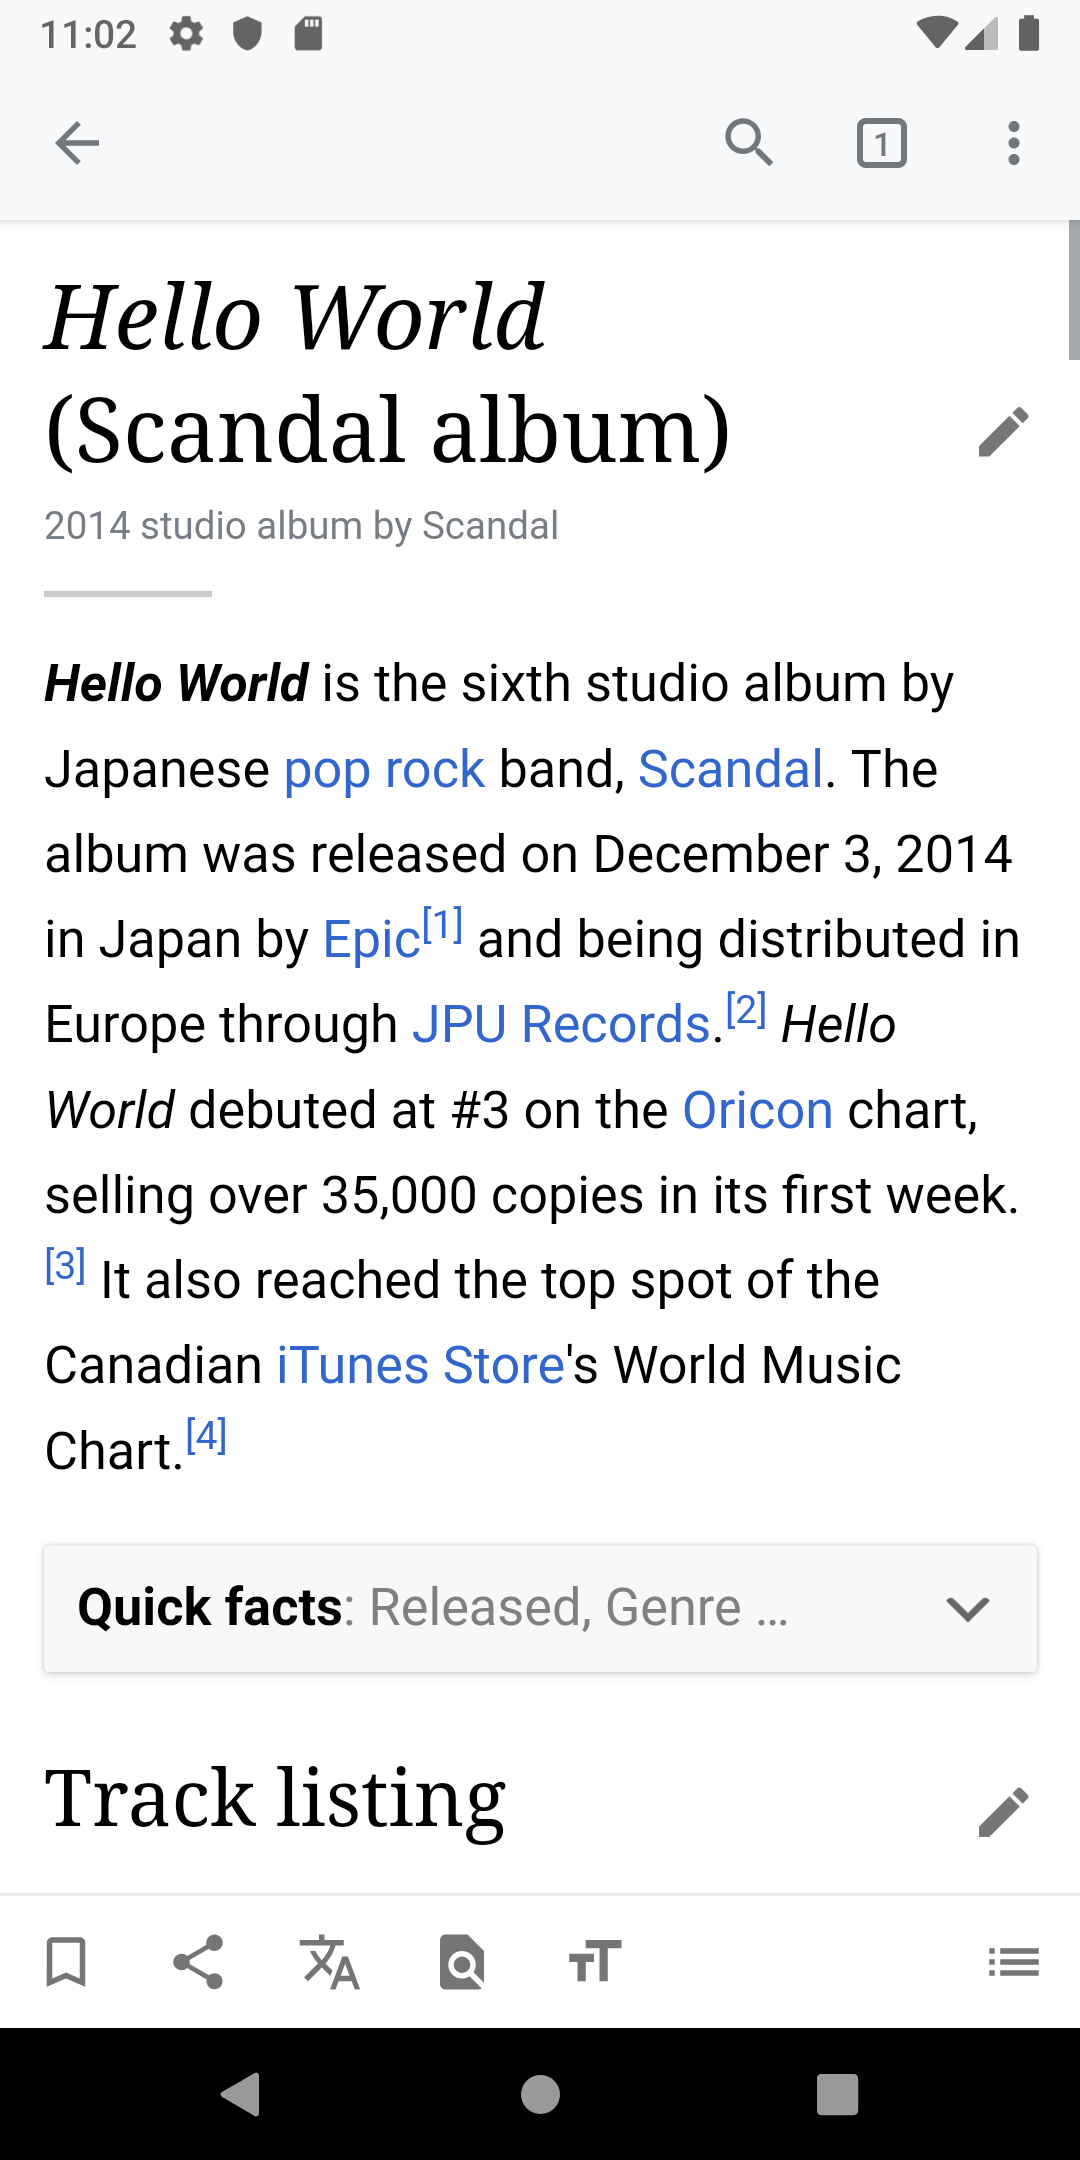 11:02
1
Hello World
(Scandal album)
2014 studio album by Scandal
Hello World is the sixth studio album by
Japanese pop rock band, Scandal. The
album was released on December 3, 2014
in Japan by Epic[1] and being distributed in
Europe through JPU Records.[2] Hello
World debuted at #3 on the Oricon chart,
selling over 35,000 copies in its first week.
[3] It also reached the top spot of the
Canadian iTunes Store's World Music
Chart.[4]
Quick facts: Released, Genre ...
Track listing